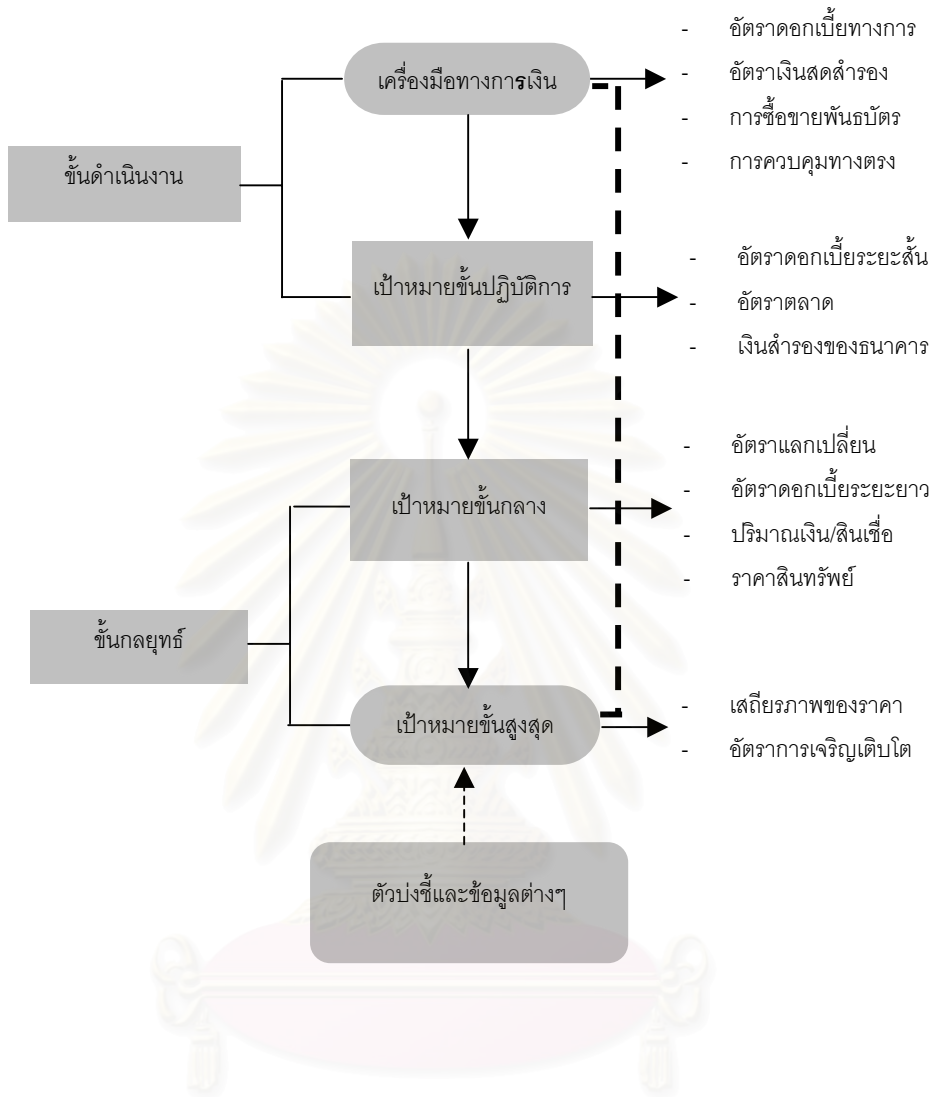 เครื่องมือทางการเงิน
- อัตราดอกเบี้ยทางการ
- อัตราเงินสดสำรอง
- การซื้อขายพันธบัตร
- การควบคุมทางตรง
ขั้นดำเนินงาน
เป้าหมายขั้นปฏิบัติการ
- อัตราดอกเบี้ยระยะสั้น
- อัตราตลาด
- เงินสำรองของธนาคาร
เป้าหมายขั้นกลาง
- อัตราแลกเปลี่ยน
- อัตราดอกเบี้ยระยะยาว
- ปริมาณเงิน/สินเชื่อ
- ราคาสินทรัพย์
ขั้นกลยุทธ์
เป้าหมายขั้นสูงสุด
- เสถียรภาพของราคา
- อัตราการเจริญเติบโต
ตัวบ่งชี้และข้อมูลต่างๆ